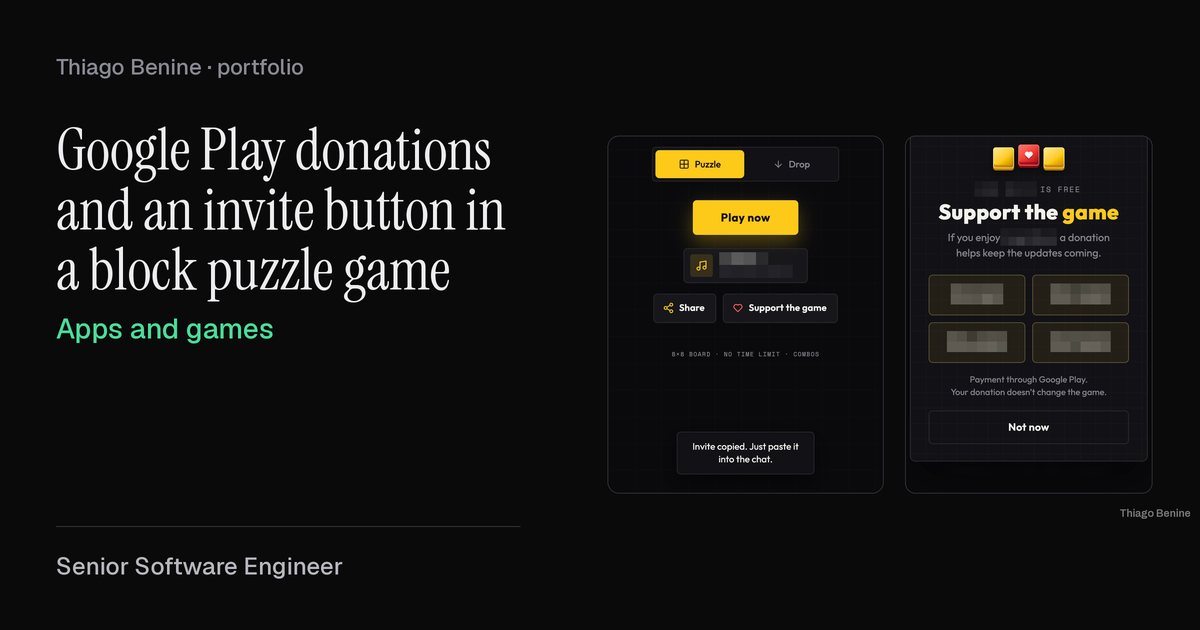 Thiago Benine · portfolio
Google Play donations
and an invite button in
a block puzzle game
Apps and games
Senior Software Engineer
Puzzle
Drop
Play now
Share
Support the game
8×8 BOARD · NO TIME LIMIT · COMBOS
Invite copied. Just paste it
into the chat.
IS FREE
Support the game
If you enjoy a donation
helps keep the updates coming.
Payment through Google Play.
Your donation doesn't change the game.
Not now
Thiago Benine